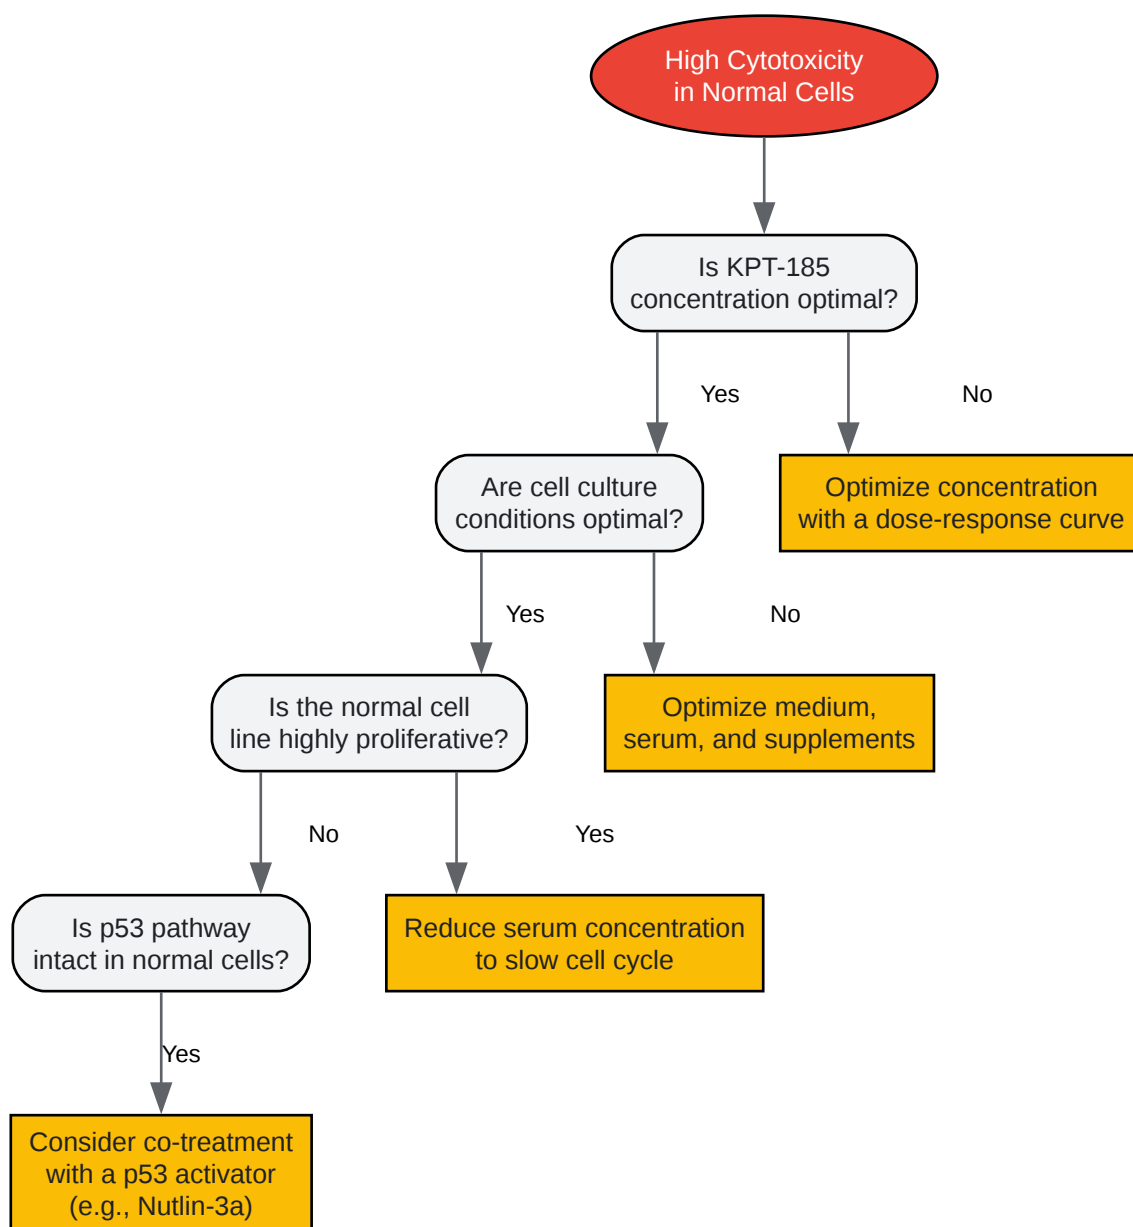 High Cytotoxicity
in Normal Cells
Is KPT-185
concentration optimal?
Yes
No
Are cell culture
conditions optimal?
Optimize concentration
with a dose-response curve
Yes
No
Is the normal cell
line highly proliferative?
Optimize medium,
serum, and supplements
No
Yes
Is p53 pathway
intact in normal cells?
Reduce serum concentration
to slow cell cycle
Yes
Consider co-treatment
with a p53 activator
(e.g., Nutlin-3a)